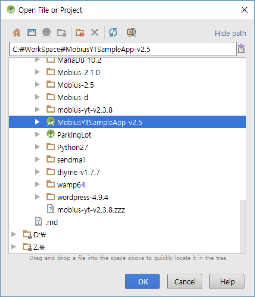 Open File or Project
Hide path
C:₩WorkSpace₩MobiusYTSampleApp-v2.5
MariaDB 10.2
Mobius-2.1.0
Mobius-2.5
Mobius-d
mobius-yt-v2.3.8
MobiusYTSampleApp-v2.5
ParkingLot
Python27
sendmail
thyme-v1.7.7
wamp64
wordpress-4.9.4
mobius-yt-v2.3.8.zzz
.rnd
D:₩
Z:₩
Drag and drop a file into the space above to quickly locate it in the tree
OK
Cancel
Help